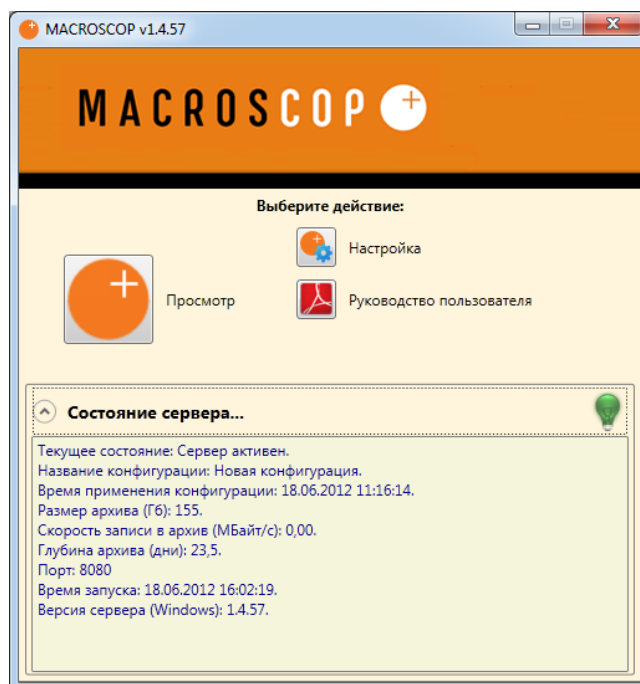 MACROSCOP v1.4.57
MACROSCOP
Выберите действие:
Настройка
Просмотр
Руководство пользователя
Состояние сервера...
Текущее состояние: Сервер активен.
Название конфигурации: Новая конфигурация.
Время применения конфигурации: 18.06.2012 11:16:14.
Размер архива (Гб): 155.
Скорость записи в архив (МБайт/с): 0,00.
Глубина архива (дни): 23,5.
Порт: 8080
Время запуска: 18.06.2012 16:02:19.
Версия сервера (Windows): 1.4.57.